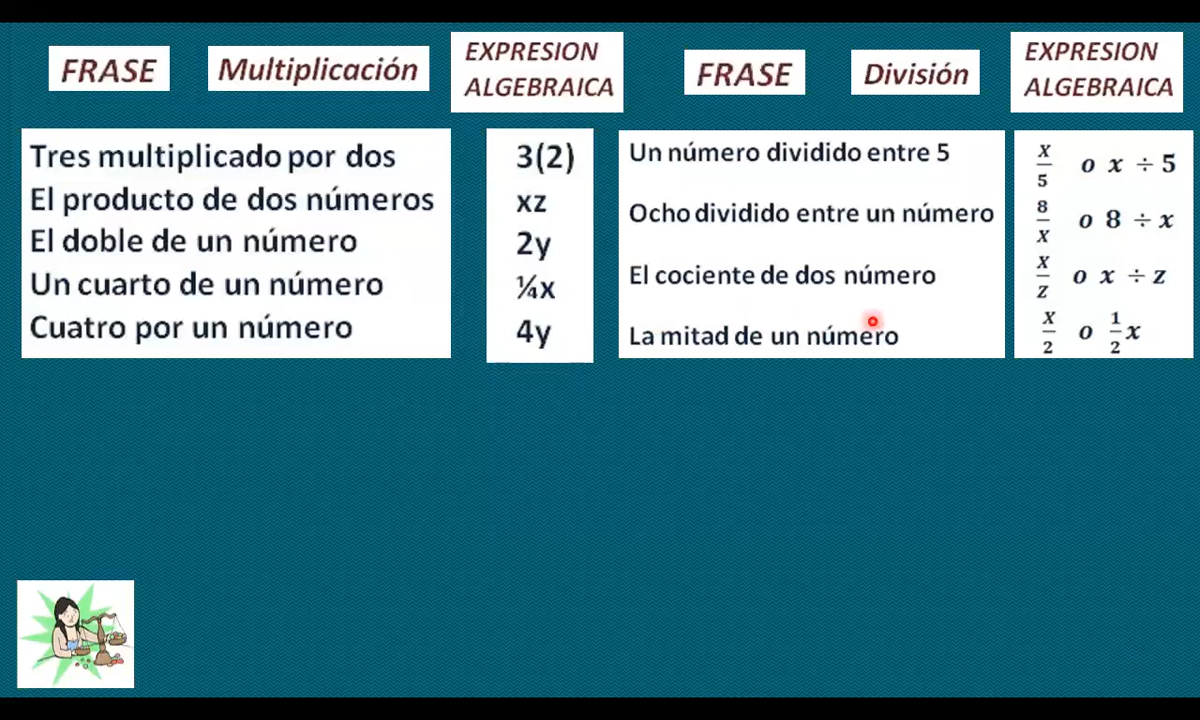 FRASE
Multiplicación
EXPRESION
ALGEBRAICA
FRASE
División
EXPRESION
ALGEBRAICA
Tres multiplicado por dos
El producto de dos números
El doble de un número
Un cuarto de un número
Cuatro por un número
3(2)
xz
2y
¼x
4y
Un número dividido entre 5
Ocho dividido entre un número
El cociente de dos número
La mitad de un número
X/5 o x ÷ 5
8/X o 8 ÷ x
X/Z o x ÷ z
X/2 o 1/2 x